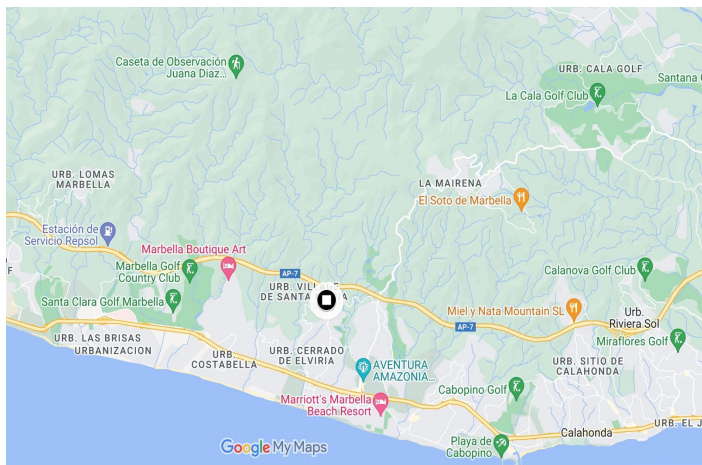 Caseta de Observación
Juana Diaz...
URB. CALA GOLF
Santana G
La Cala Golf Club
URB. LOMAS
MARBELLA
LA MAIRENA
El Soto de Marbella
Estación de
Servicio Repsol
Marbella Boutique Art
Marbella Golf
Country Club
AP-7
Calanova Golf Club
URB. VILL
DE SANTA
Santa Clara Golf Marbella
Miel y Nata Mountain SL
AP-7
Urb.
Riviera Sol
Miraflores Golf
URB. LAS BRISAS
URBANIZACION
URB.
COSTABELLA
URB. CERRADO
DE ELVIRIA
AVENTURA
AMAZONIA...
URB. SITIO DE
CALAHONDA
Cabopino Golf
Marriott's Marbella
Beach Resort
Playa de
Cabopino
Calahonda
URB. EL J
Google My Maps